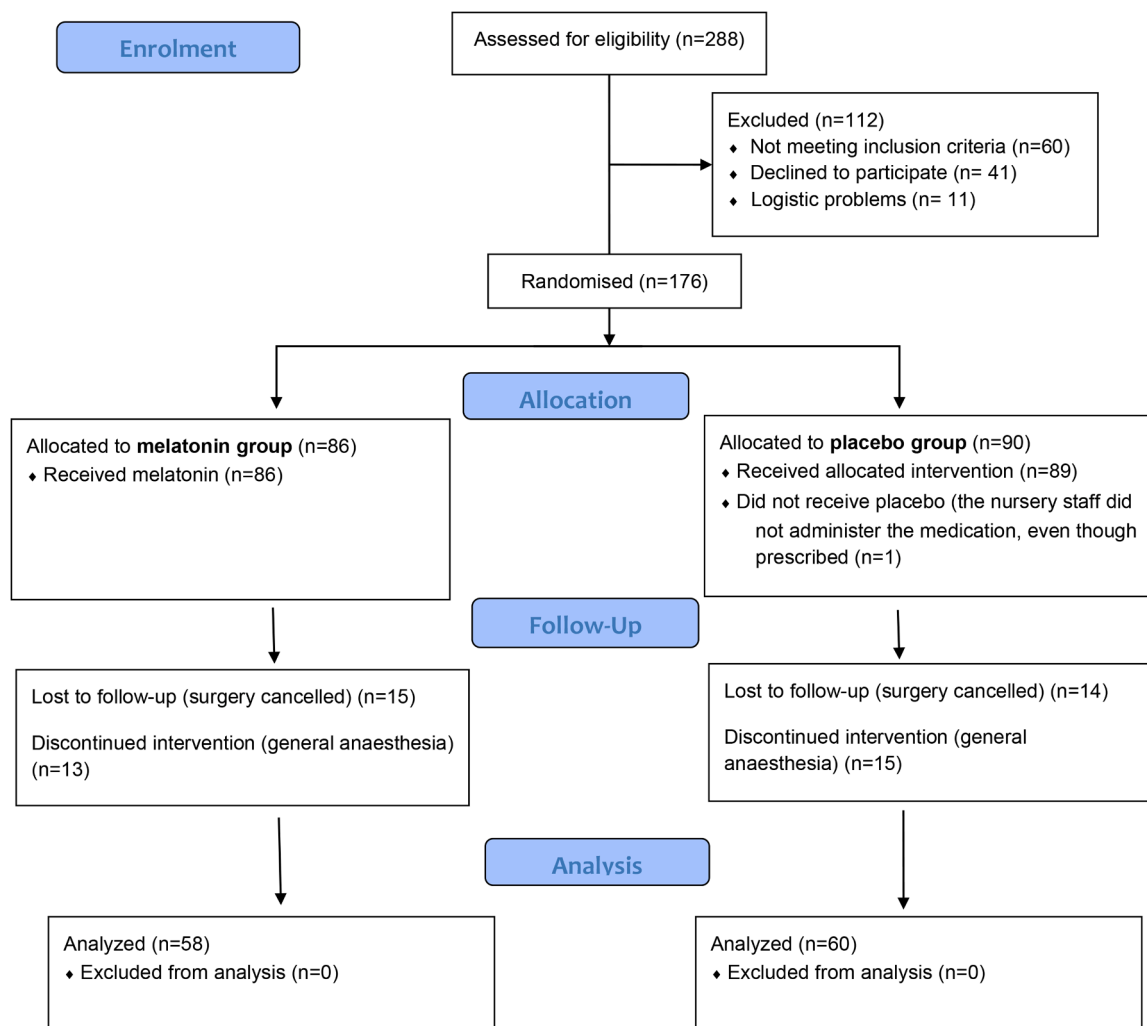 Enrolment
Assessed for eligibility (n=288)
Excluded (n=112)
♦ Not meeting inclusion criteria (n=60)
♦ Declined to participate (n= 41)
♦ Logistic problems (n= 11)
Randomised (n=176)
Allocation
Allocated to melatonin group (n=86)
♦ Received melatonin (n=86)
Allocated to placebo group (n=90)
♦ Received allocated intervention (n=89)
♦ Did not receive placebo (the nursery staff did
not administer the medication, even though
prescribed (n=1)
Follow-Up
Lost to follow-up (surgery cancelled) (n=15)
Discontinued intervention (general anaesthesia)
(n=13)
Lost to follow-up (surgery cancelled) (n=14)
Discontinued intervention (general
anaesthesia) (n=15)
Analysis
Analyzed (n=58)
♦ Excluded from analysis (n=0)
Analyzed (n=60)
♦ Excluded from analysis (n=0)